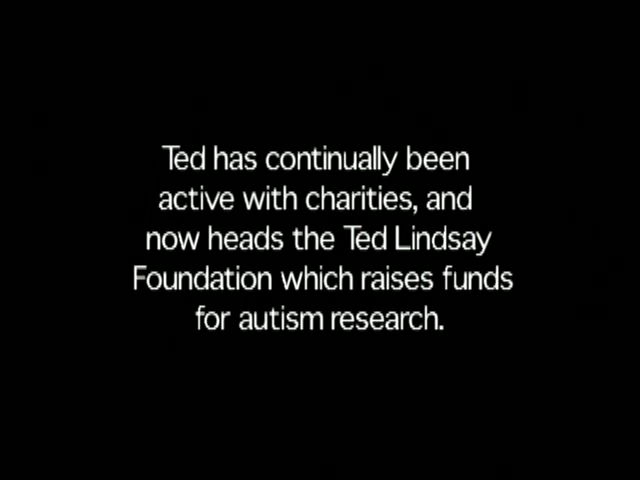 Ted has continually been
active with charities, and
now heads the Ted Lindsay
Foundation which raises funds
for autism research.